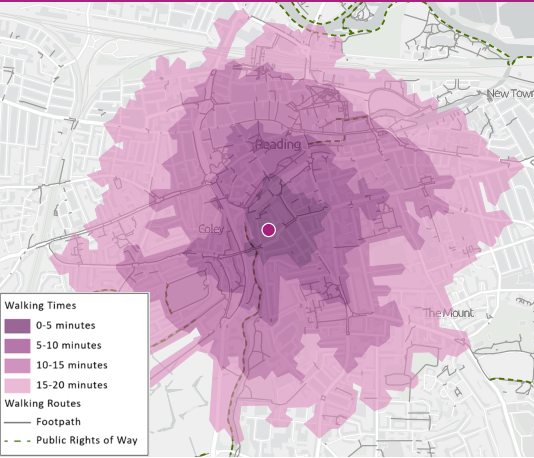 New Town
Reading
Coley
The Mount
Walking Times
0-5 minutes
5-10 minutes
10-15 minutes
15-20 minutes
Walking Routes
Footpath
Public Rights of Way